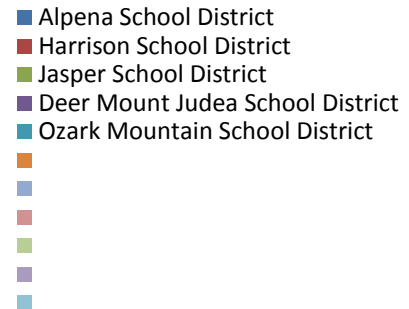 Alpena School District
Harrison School District
Jasper School District
Deer Mount Judea School District
Ozark Mountain School District